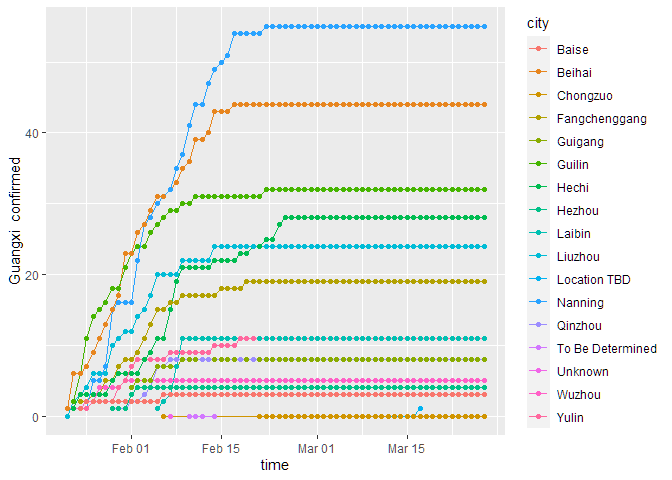 city
Baise
Beihai
Chongzuo
Fangchenggang
Guigang
Guilin
Hechi
Hezhou
Laibin
Liuzhou
Location TBD
Nanning
Qinzhou
To Be Determined
Unknown
Wuzhou
Yulin
Guangxi confirmed
40
20
0
Feb 01 Feb 15 Mar 01 Mar 15
time